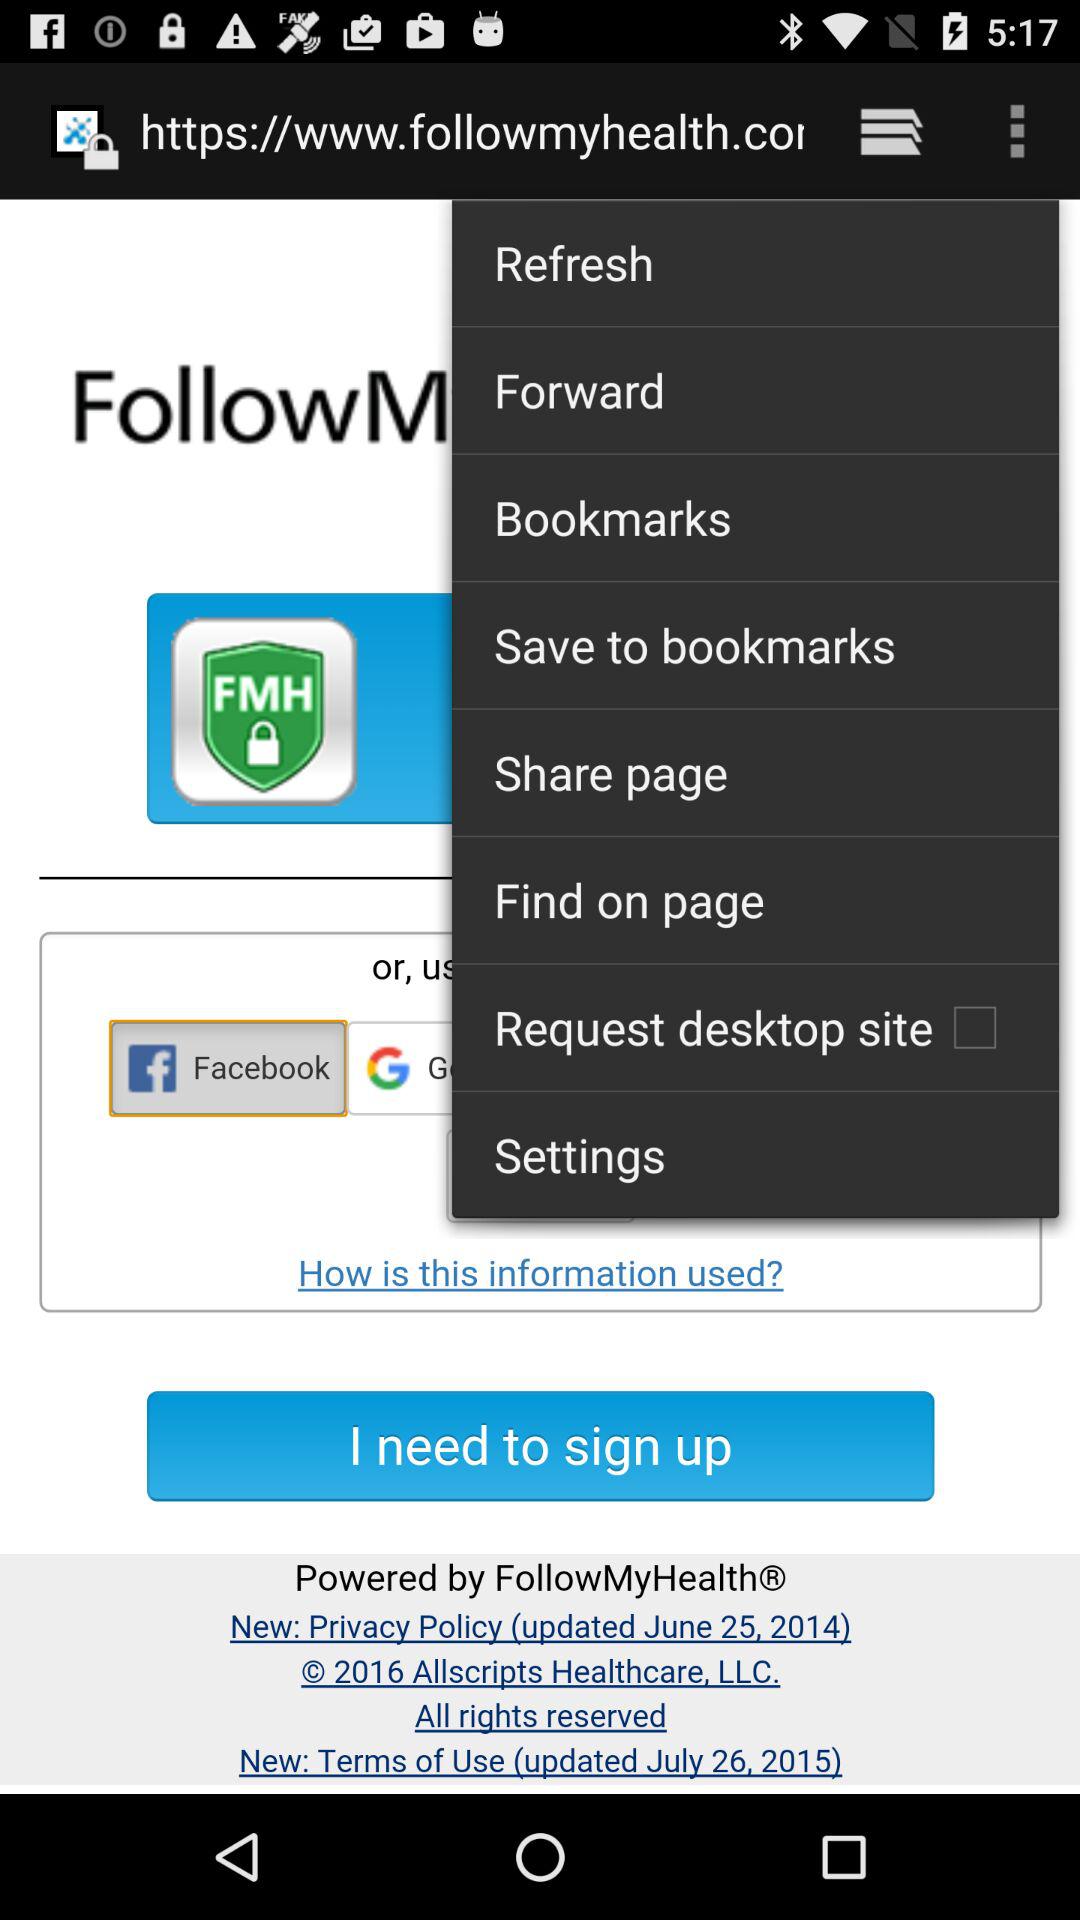 FAKE
5:17
https://www.followmyhealth.cor
Refresh
Forward
FollowM
Bookmarks
Save to bookmarks
FMH
Share page
Find on page
or, us
Request desktop site
Facebook
G
Settings
How is this information used?
I need to sign up
Powered by FollowMyHealth®
New: Privacy Policy (updated June 25, 2014)
© 2016 Allscripts Healthcare, LLC.
All rights reserved
New: Terms of Use (updated July 26, 2015)